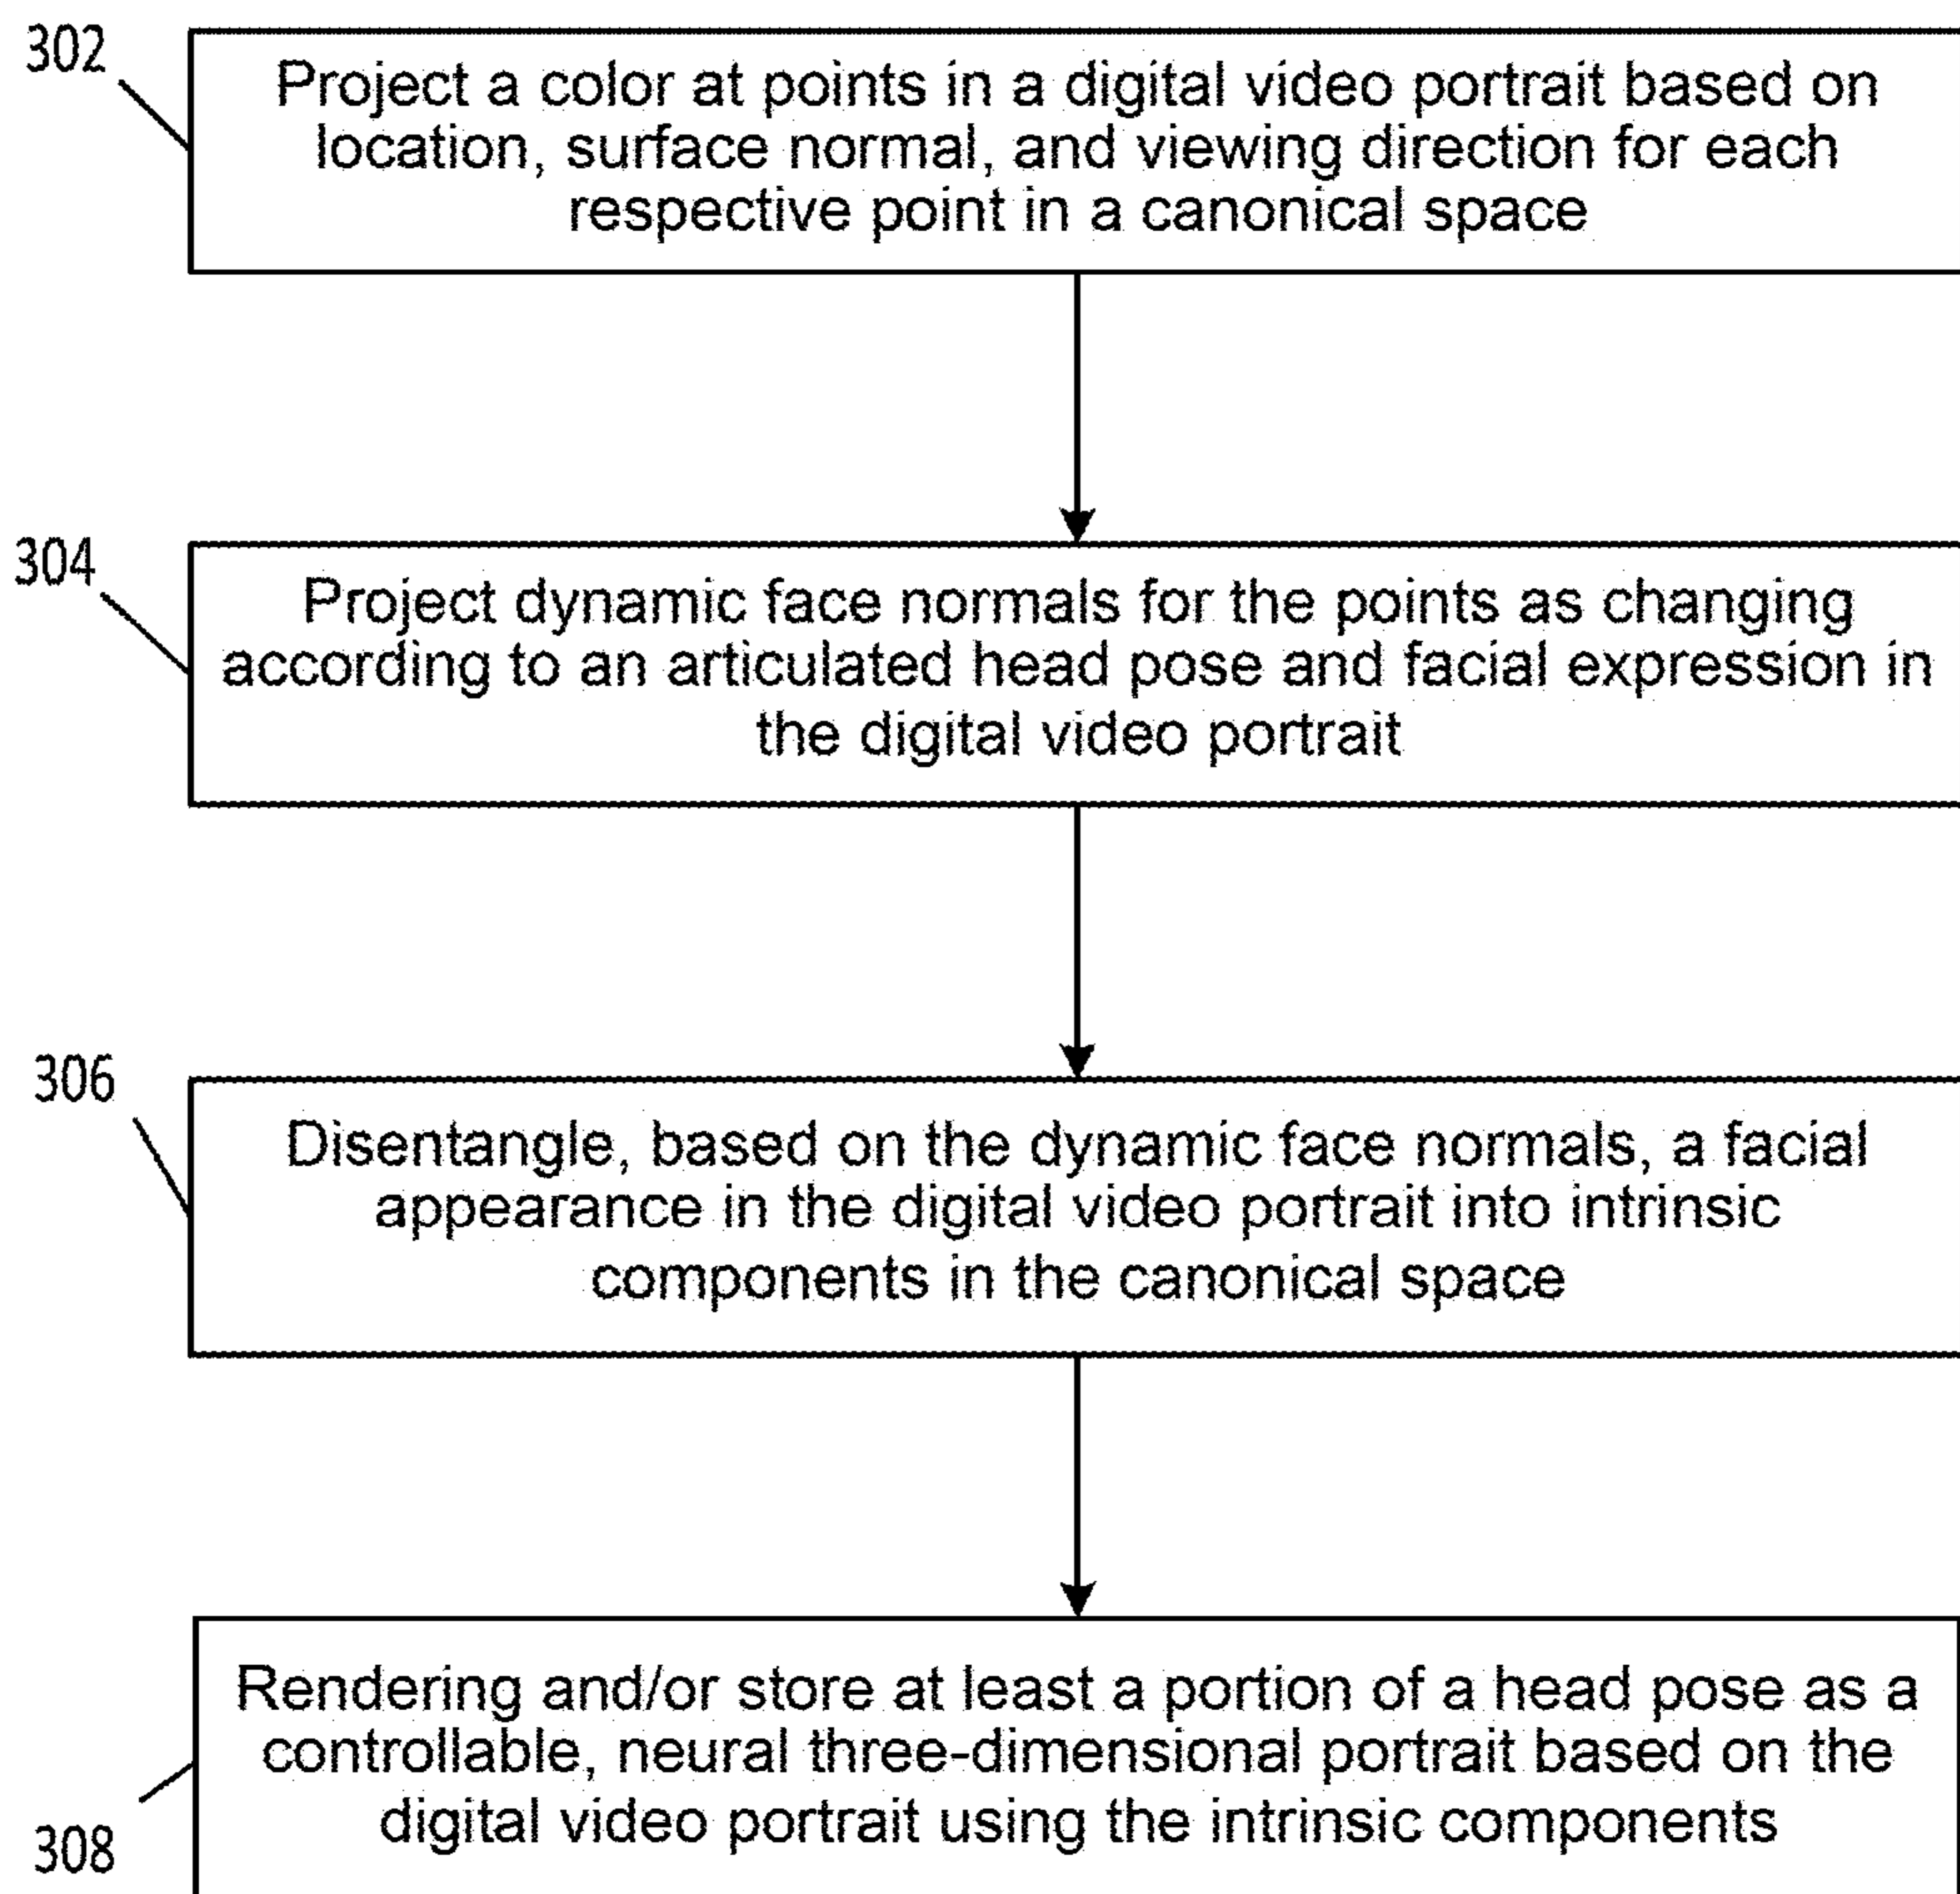 302
Project a color at points in a digital video portrait based on
location, surface normal, and viewing direction for each
respective point in a canonical space
304
Project dynamic face normals for the points as changing
according to an articulated head pose and facial expression in
the digital video portrait
306
Disentangle, based on the dynamic face normals, a facial
appearance in the digital video portrait into intrinsic
components in the canonical space
Rendering and/or store at least a portion of a head pose as a
controllable, neural three-dimensional portrait based on the
digital video portrait using the intrinsic components
308